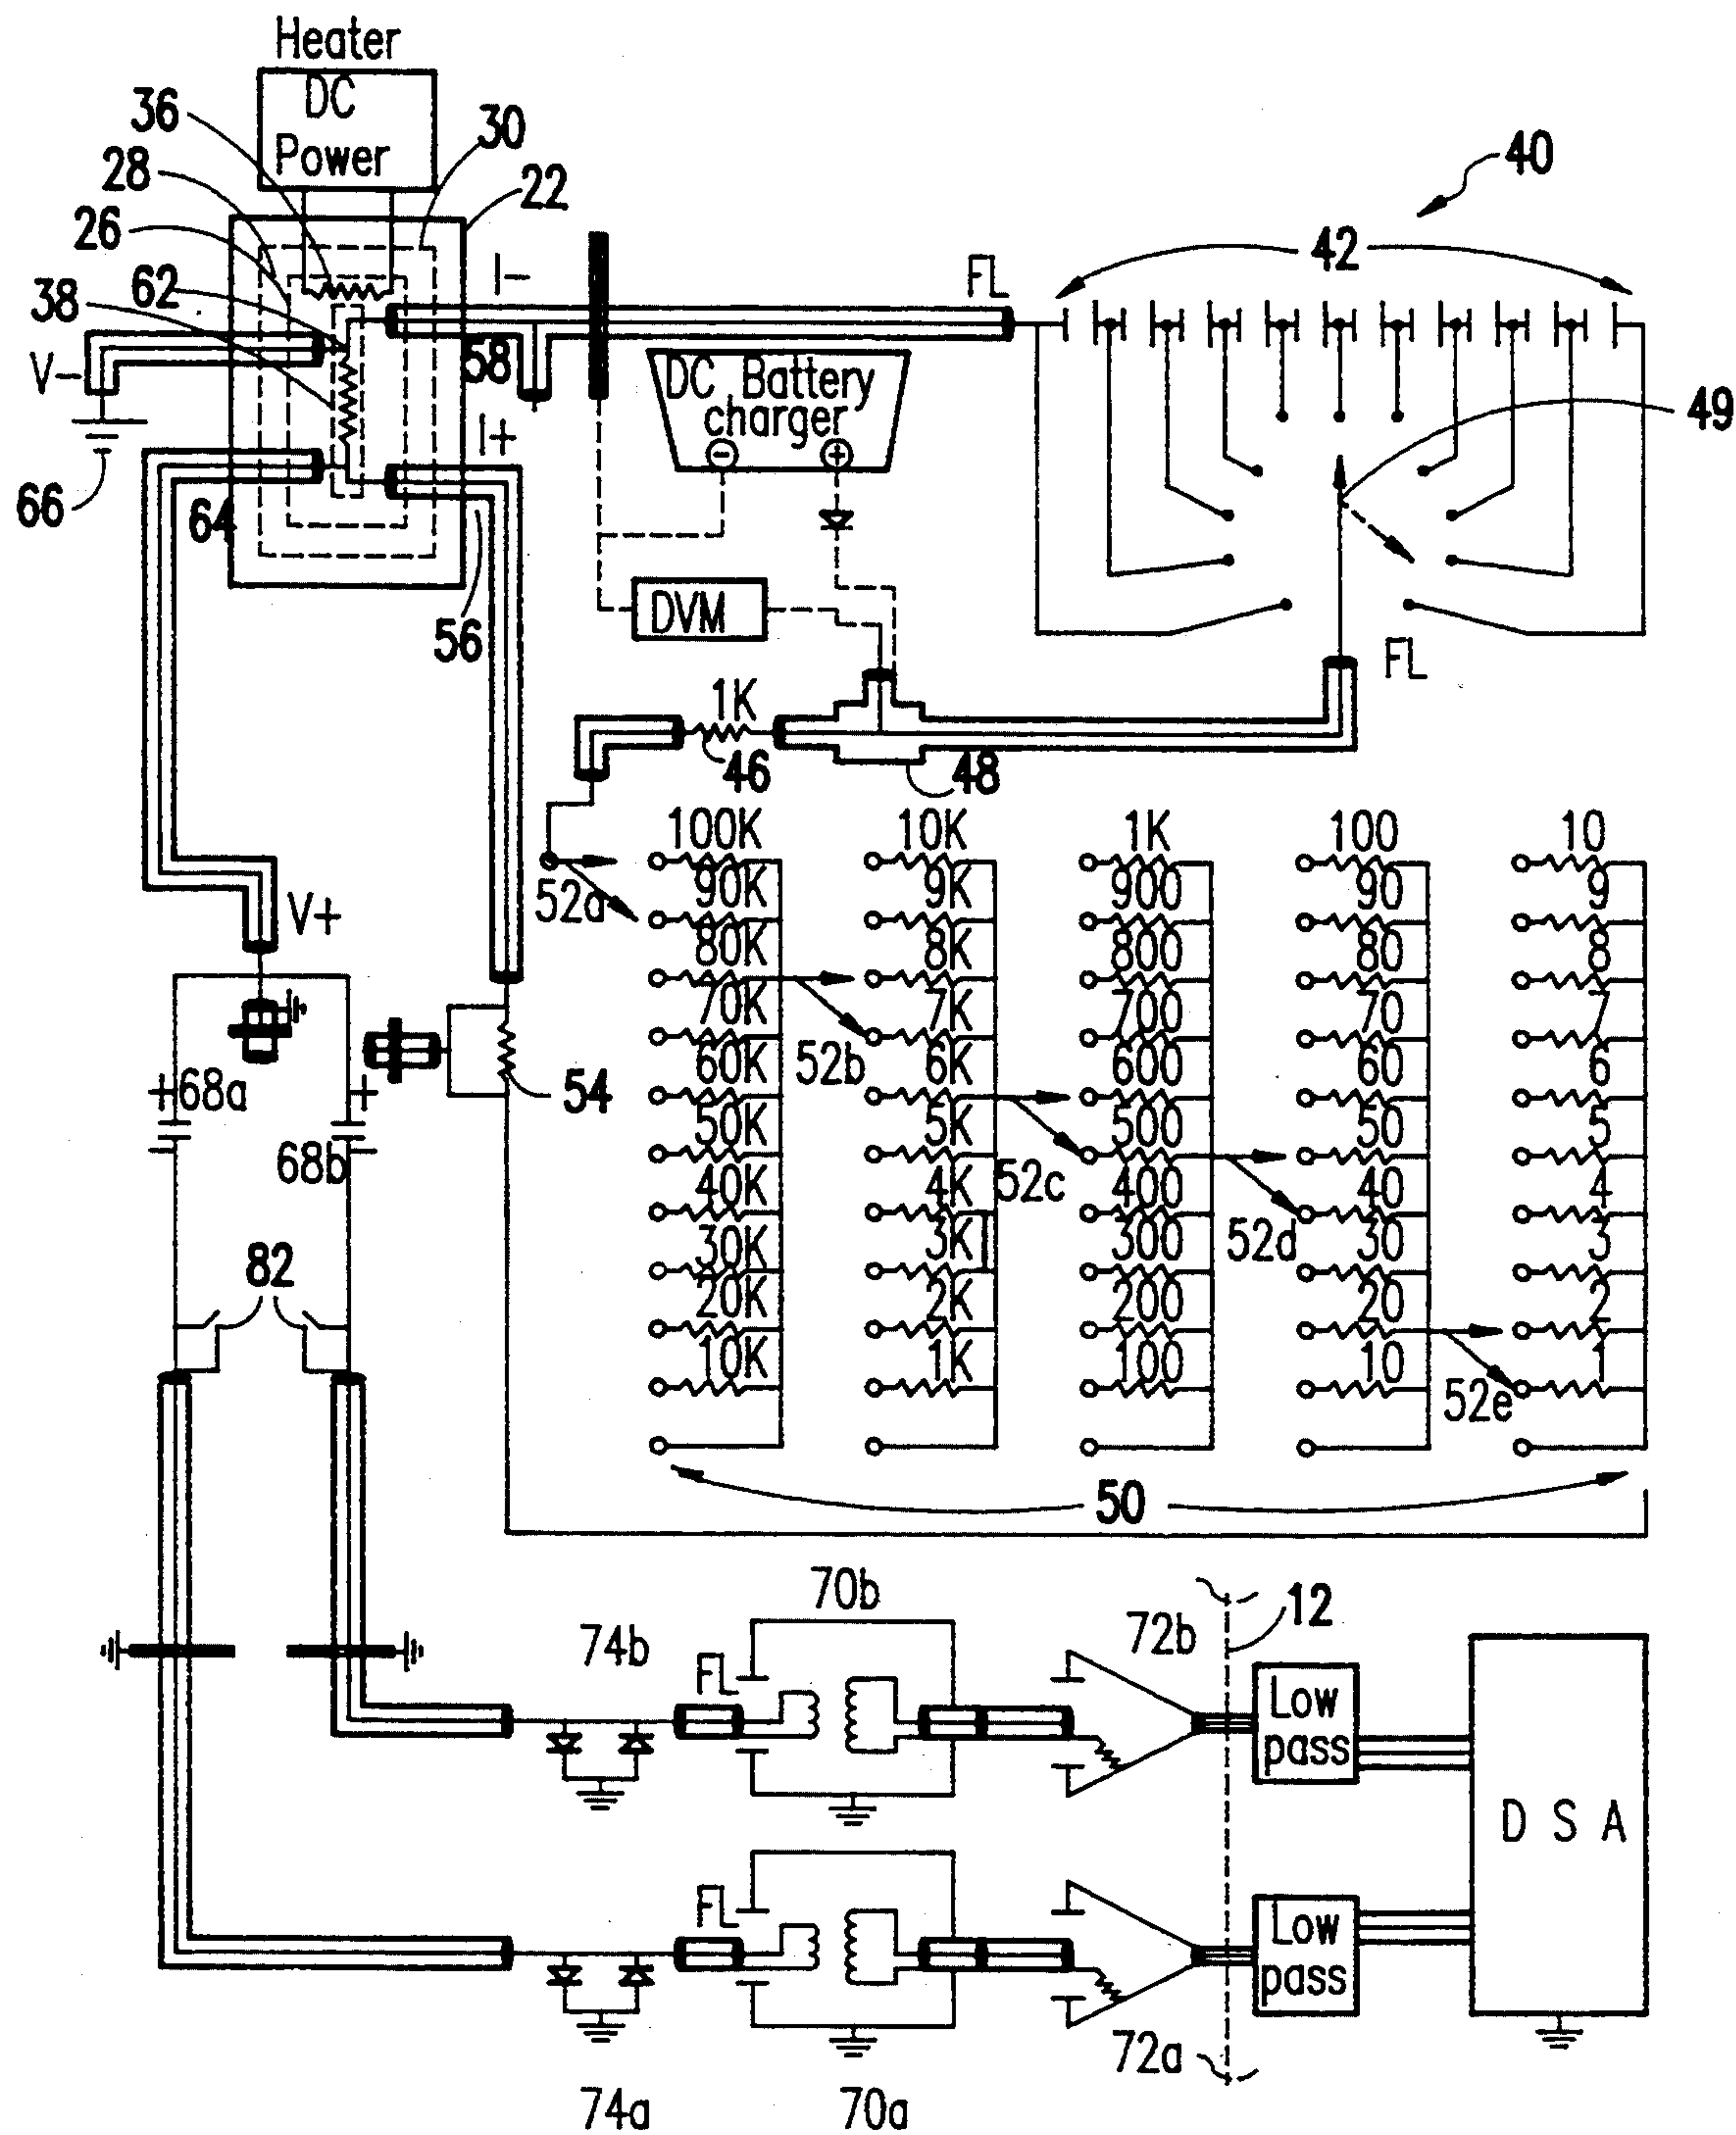 Heater
DC
Power
36
30
28
22
26
62
38
I-
FL
40
42
V-
58
DC Battery
charger
- +
49
I+
66
64
56
DVM
FL
1K
46
48
V+
52a
100K 10K 1K 100 10
90K 9K 900 90 9
80K 8K 800 80 8
70K 7K 700 70 7
52b
60K 6K 600 60 6
50K 5K 500 50 5
52c
40K 4K 400 40 4
52d
30K 3K 300 30 3
20K 2K 200 20 2
10K 1K 100 10 1
52e
50
54
+ 68a
+
-
68b -
82
70b
74b
FL
72b
12
Low
pass
D S A
FL
Low
pass
72a
74a
70a